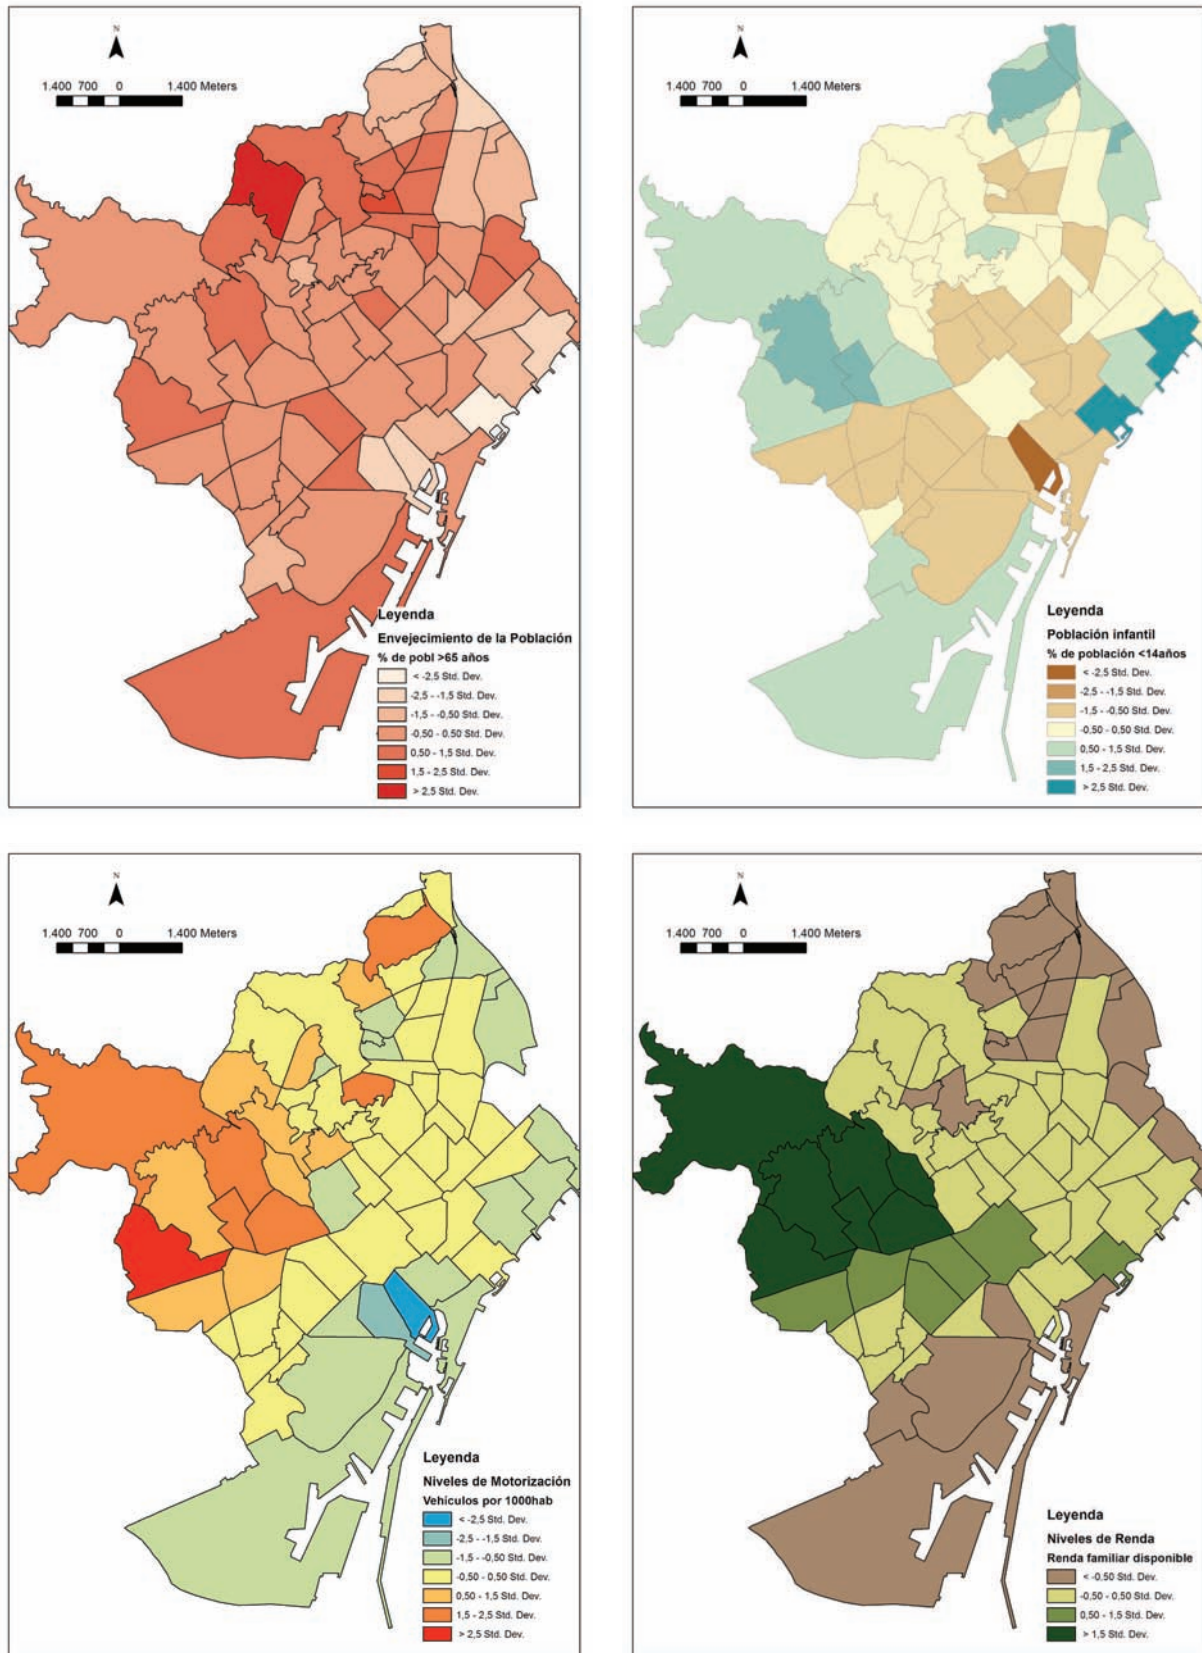 N
1.400 700 0 1.400 Meters
Leyenda
Envejecimiento de la Población
% de pobl >65 años
< -2,5 Std. Dev.
-2,5 - -1,5 Std. Dev.
-1,5 - -0,50 Std. Dev.
-0,50 - 0,50 Std. Dev.
0,50 - 1,5 Std. Dev.
1,5 - 2,5 Std. Dev.
> 2,5 Std. Dev.
N
1.400 700 0 1.400 Meters
Leyenda
Población infantil
% de población <14años
< -2,5 Std. Dev.
-2,5 - -1,5 Std. Dev.
-1,5 - -0,50 Std. Dev.
-0,50 - 0,50 Std. Dev.
0,50 - 1,5 Std. Dev.
1,5 - 2,5 Std. Dev.
> 2,5 Std. Dev.
N
1.400 700 0 1.400 Meters
Leyenda
Niveles de Motorización
Vehículos por 1000hab
< -2,5 Std. Dev.
-2,5 - -1,5 Std. Dev.
-1,5 - -0,50 Std. Dev.
-0,50 - 0,50 Std. Dev.
0,50 - 1,5 Std. Dev.
1,5 - 2,5 Std. Dev.
> 2,5 Std. Dev.
N
1.400 700 0 1.400 Meters
Leyenda
Niveles de Renda
Renda familiar disponible
< -0,50 Std. Dev.
-0,50 - 0,50 Std. Dev.
0,50 - 1,5 Std. Dev.
> 1,5 Std. Dev.